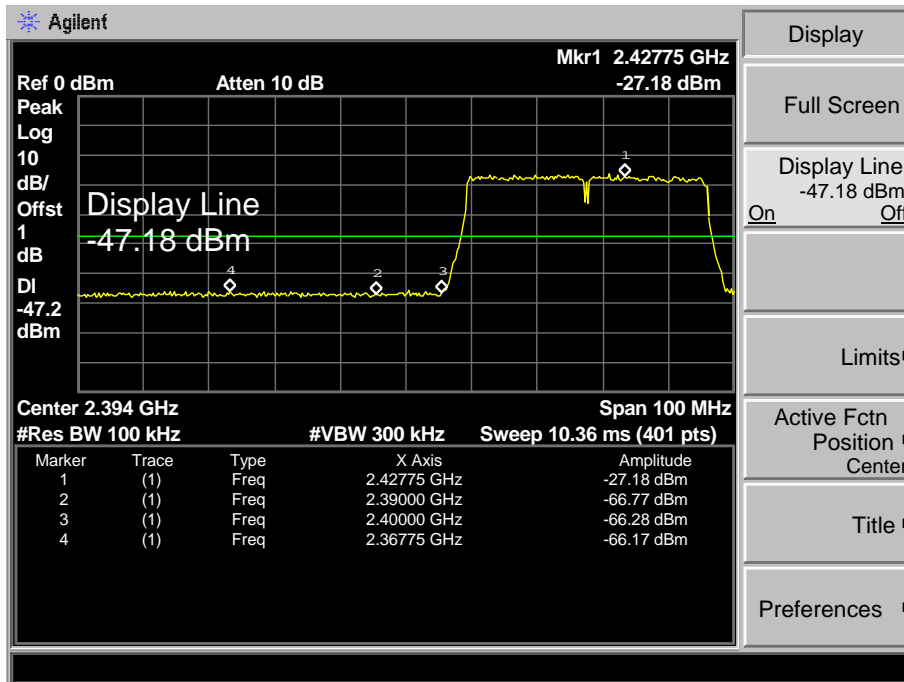 Agilent
Mkr1 2.42775 GHz
Ref 0 dBm Atten 10 dB -27.18 dBm
Peak
Log
10
dB/
Offst
1
dB
DI
-47.2
dBm
Display Line
-47.18 dBm
1
4
2
3
Center 2.394 GHz Span 100 MHz
#Res BW 100 kHz #VBW 300 kHz Sweep 10.36 ms (401 pts)
Marker Trace Type X Axis Amplitude
1 (1) Freq 2.42775 GHz -27.18 dBm
2 (1) Freq 2.39000 GHz -66.77 dBm
3 (1) Freq 2.40000 GHz -66.28 dBm
4 (1) Freq 2.36775 GHz -66.17 dBm
Display
Full Screen
Display Line
-47.18 dBm
On Off
Limits
Active Fctn
Position
Center
Title
Preferences